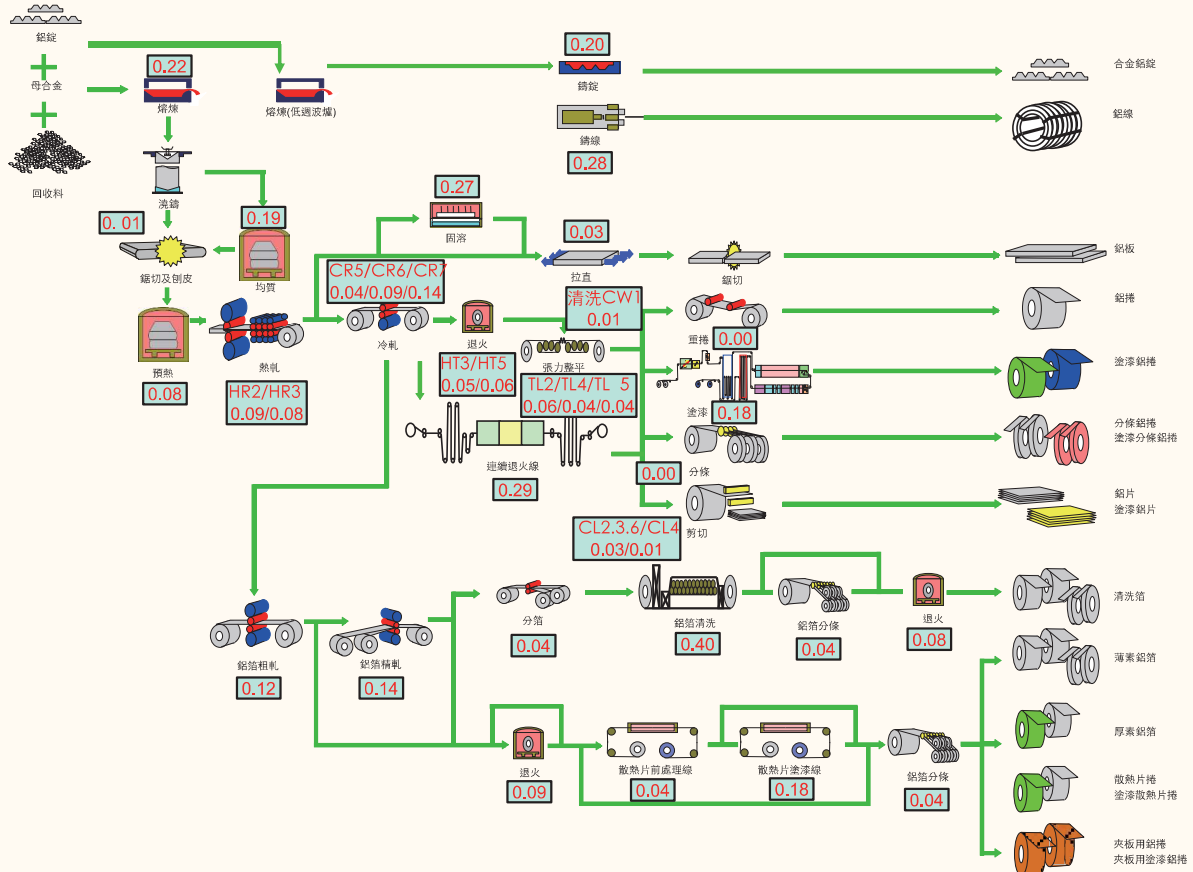 鋁錠
母合金
回收料
0.22
熔煉
熔煉(低週波爐)
0.20
鑄錠
合金鋁錠
鑄線
0.28
鋁線
澆鑄
0. 01
鋸切及刨皮
0.19
均質
0.27
固溶
0.03
拉直
鋸切
鋁板
預熱
0.08
熱軋
HR2/HR3
0.09/0.08
CR5/CR6/CR7
0.04/0.09/0.14
冷軋
退火
HT3/HT5
0.05/0.06
清洗CW1
0.01
張力整平
TL2/TL4/TL 5
0.06/0.04/0.04
連續退火線
0.29
重捲
0.00
鋁捲
塗漆
0.18
塗漆鋁捲
分條
0.00
分條鋁捲
塗漆分條鋁捲
剪切
CL2.3.6/CL4
0.03/0.01
鋁片
塗漆鋁片
鋁箔粗軋
0.12
鋁箔精軋
0.14
分箔
0.04
鋁箔清洗
0.40
鋁箔分條
0.04
退火
0.08
清洗箔
薄素鋁箔
退火
0.09
散熱片前處理線
0.04
散熱片塗漆線
0.18
鋁箔分條
0.04
厚素鋁箔
散熱片捲
塗漆散熱片捲
夾板用鋁捲
夾板用塗漆鋁捲